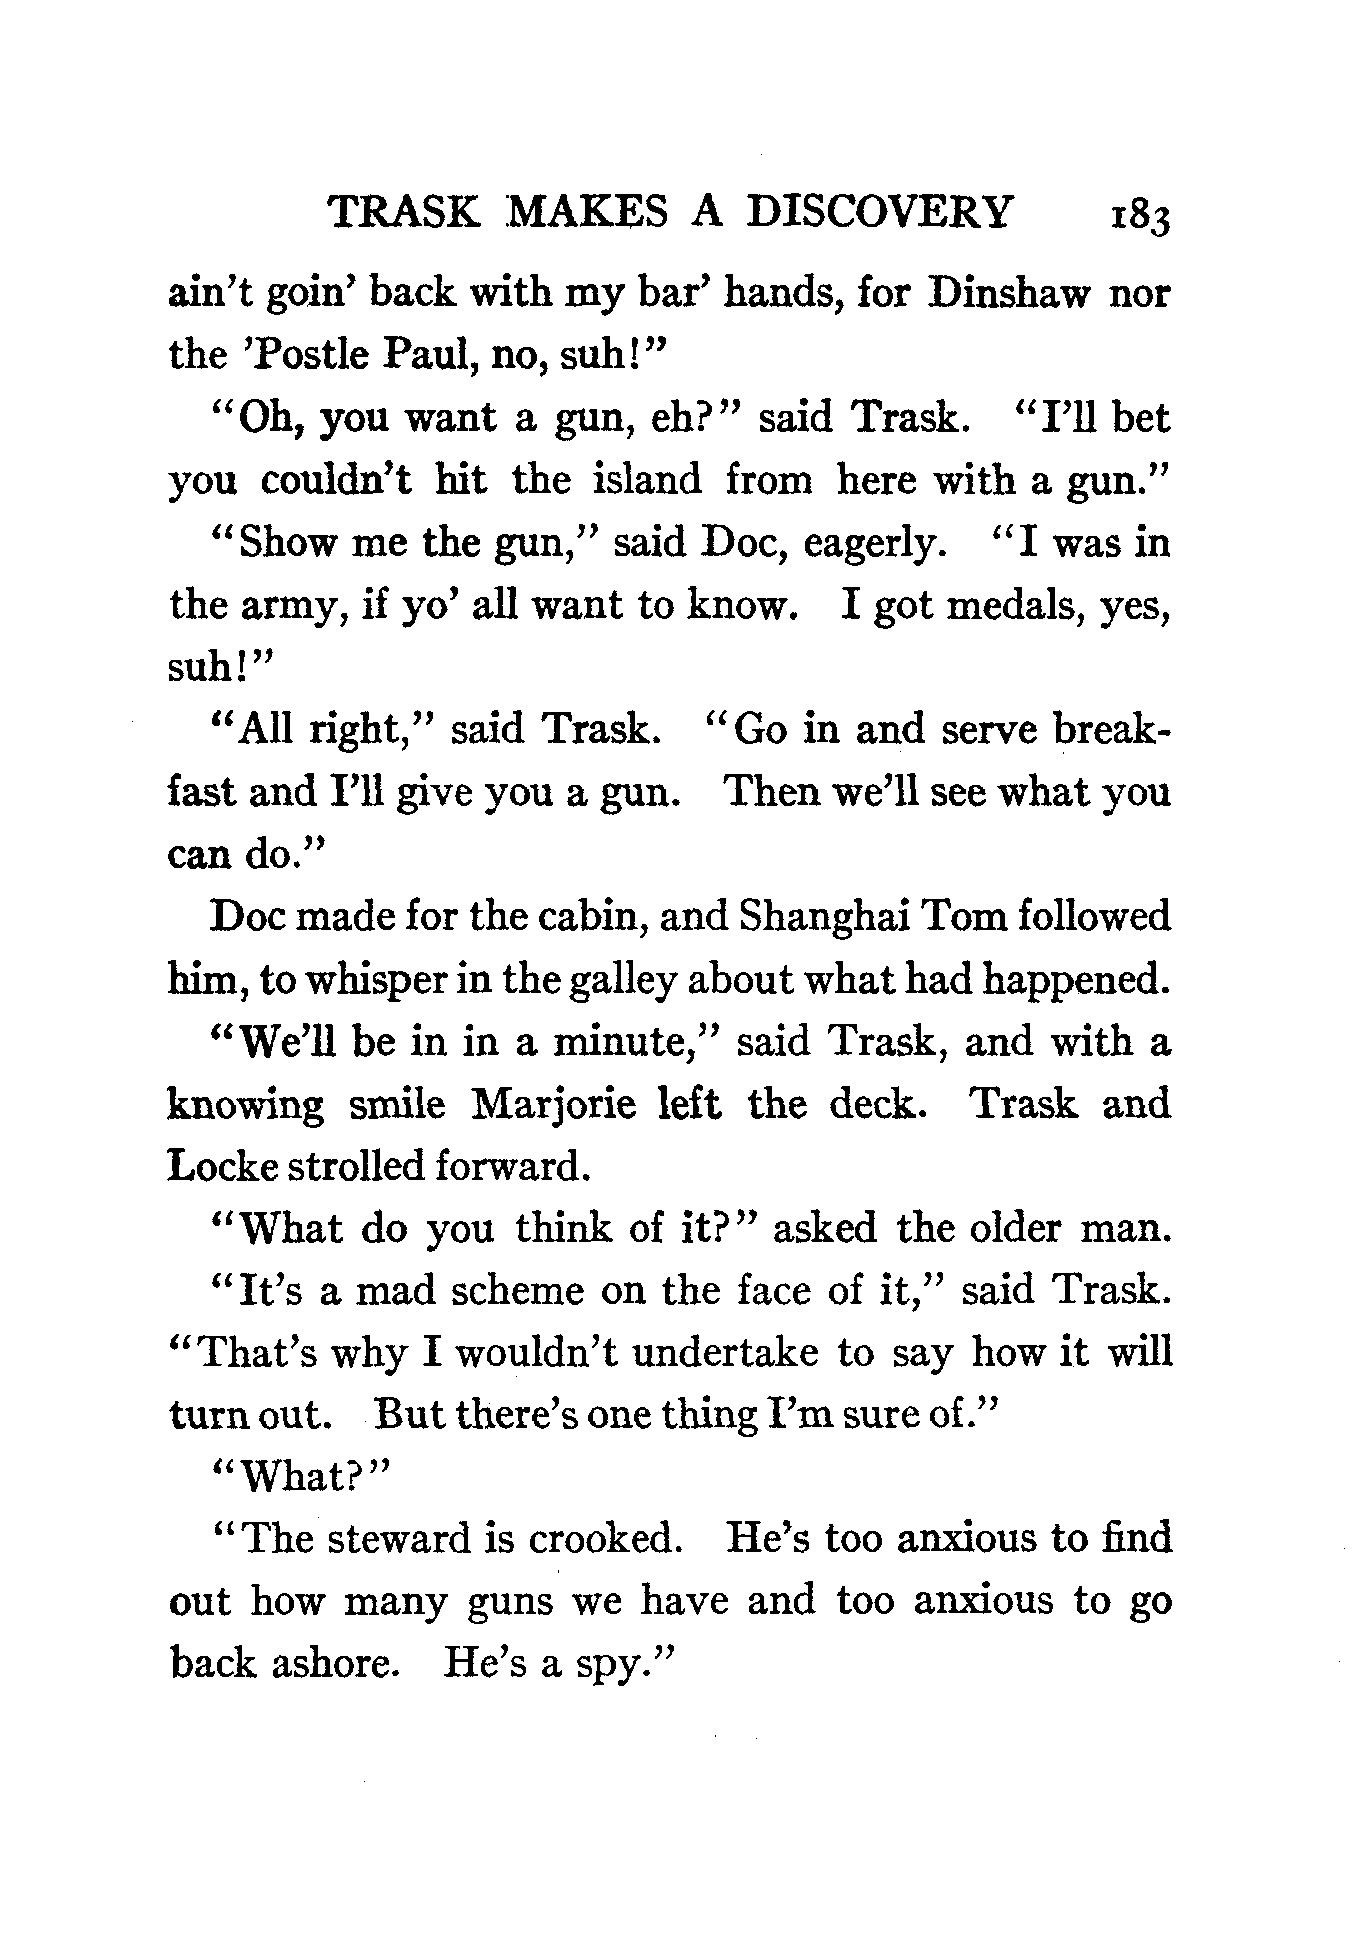 TRASK MAKES A DISCOVERY 183
ain't goin' back with my bar' hands, for Dinshaw nor
the 'Postle Paul, no, suh!"
"Oh, you want a gun, eh?" said Trask. "I'll bet
you couldn't hit the island from here with a gun."
"Show me the gun," said Doc, eagerly. "I was in
the army, if yo' all want to know. I got medals, yes,
suh!"
"All right," said Trask. "Go in and serve break-
fast and I'll give you a gun. Then we'll see what you
can do."
Doc made for the cabin, and Shanghai Tom followed
him, to whisper in the galley about what had happened.
"We'll be in in a minute," said Trask, and with a
knowing smile Marjorie left the deck. Trask and
Locke strolled forward.
"What do you think of it?" asked the older man.
"It's a mad scheme on the face of it," said Trask.
"That's why I wouldn't undertake to say how it will
turn out. But there's one thing I'm sure of."
"What?"
"The steward is crooked. He's too anxious to find
out how many guns we have and too anxious to go
back ashore. He's a spy."